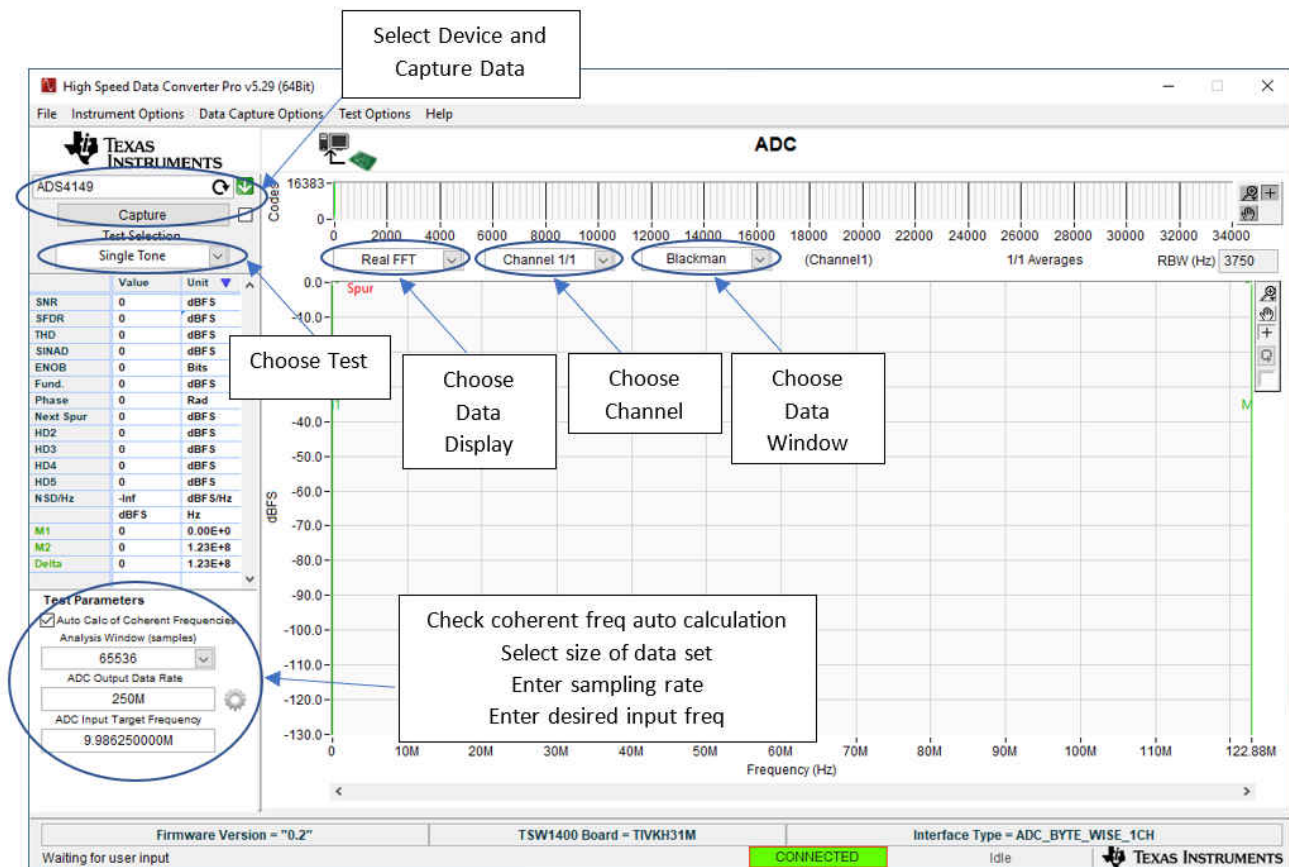 Select Device and
Capture Data
High Speed Data Converter Pro v5.29 (64Bit)
File Instrument Options Data Capture Options Test Options Help
TEXAS
INSTRUMENTS
ADC
ADS4149
Capture
Test Selection
Single Tone
Codes
16383
0
0 2000 4000 6000 8000 10000 12000 14000 16000 18000 20000 22000 24000 26000 28000 30000 32000 34000
Real FFT Channel 1/1 Blackman (Channel1) 1/1 Averages RBW (Hz) 3750
Value Unit
SNR 0 dBFS
SFDR 0 dBFS
THD 0 dBFS
SINAD 0 dBFS
ENOB 0 Bits
Fund. 0 dBFS
Phase 0 Rad
Next Spur 0 dBFS
HD2 0 dBFS
HD3 0 dBFS
HD4 0 dBFS
HD5 0 dBFS
NSD/Hz -Inf dBFS/Hz
dBFS Hz
M1 0 0.00E+0
M2 0 1.23E+8
Delta 0 1.23E+8
Choose Test
Choose
Data
Display
Choose
Channel
Choose
Data
Window
Spur
0.0
-10.0
-40.0
-50.0
-60.0
-70.0
-80.0
-90.0
-100.0
-110.0
-120.0
-130.0
dBFS
M
0 10M 20M 30M 40M 50M 60M 70M 80M 90M 100M 110M 122.88M
Frequency (Hz)
Test Parameters
Auto Calc of Coherent Frequencies
Analysis Window (samples)
65536
ADC Output Data Rate
250M
ADC Input Target Frequency
9.986250000M
Check coherent freq auto calculation
Select size of data set
Enter sampling rate
Enter desired input freq
Firmware Version = "0.2" TSW1400 Board = TIVKH31M Interface Type = ADC_BYTE_WISE_1CH
Waiting for user input CONNECTED Idle TEXAS INSTRUMENTS